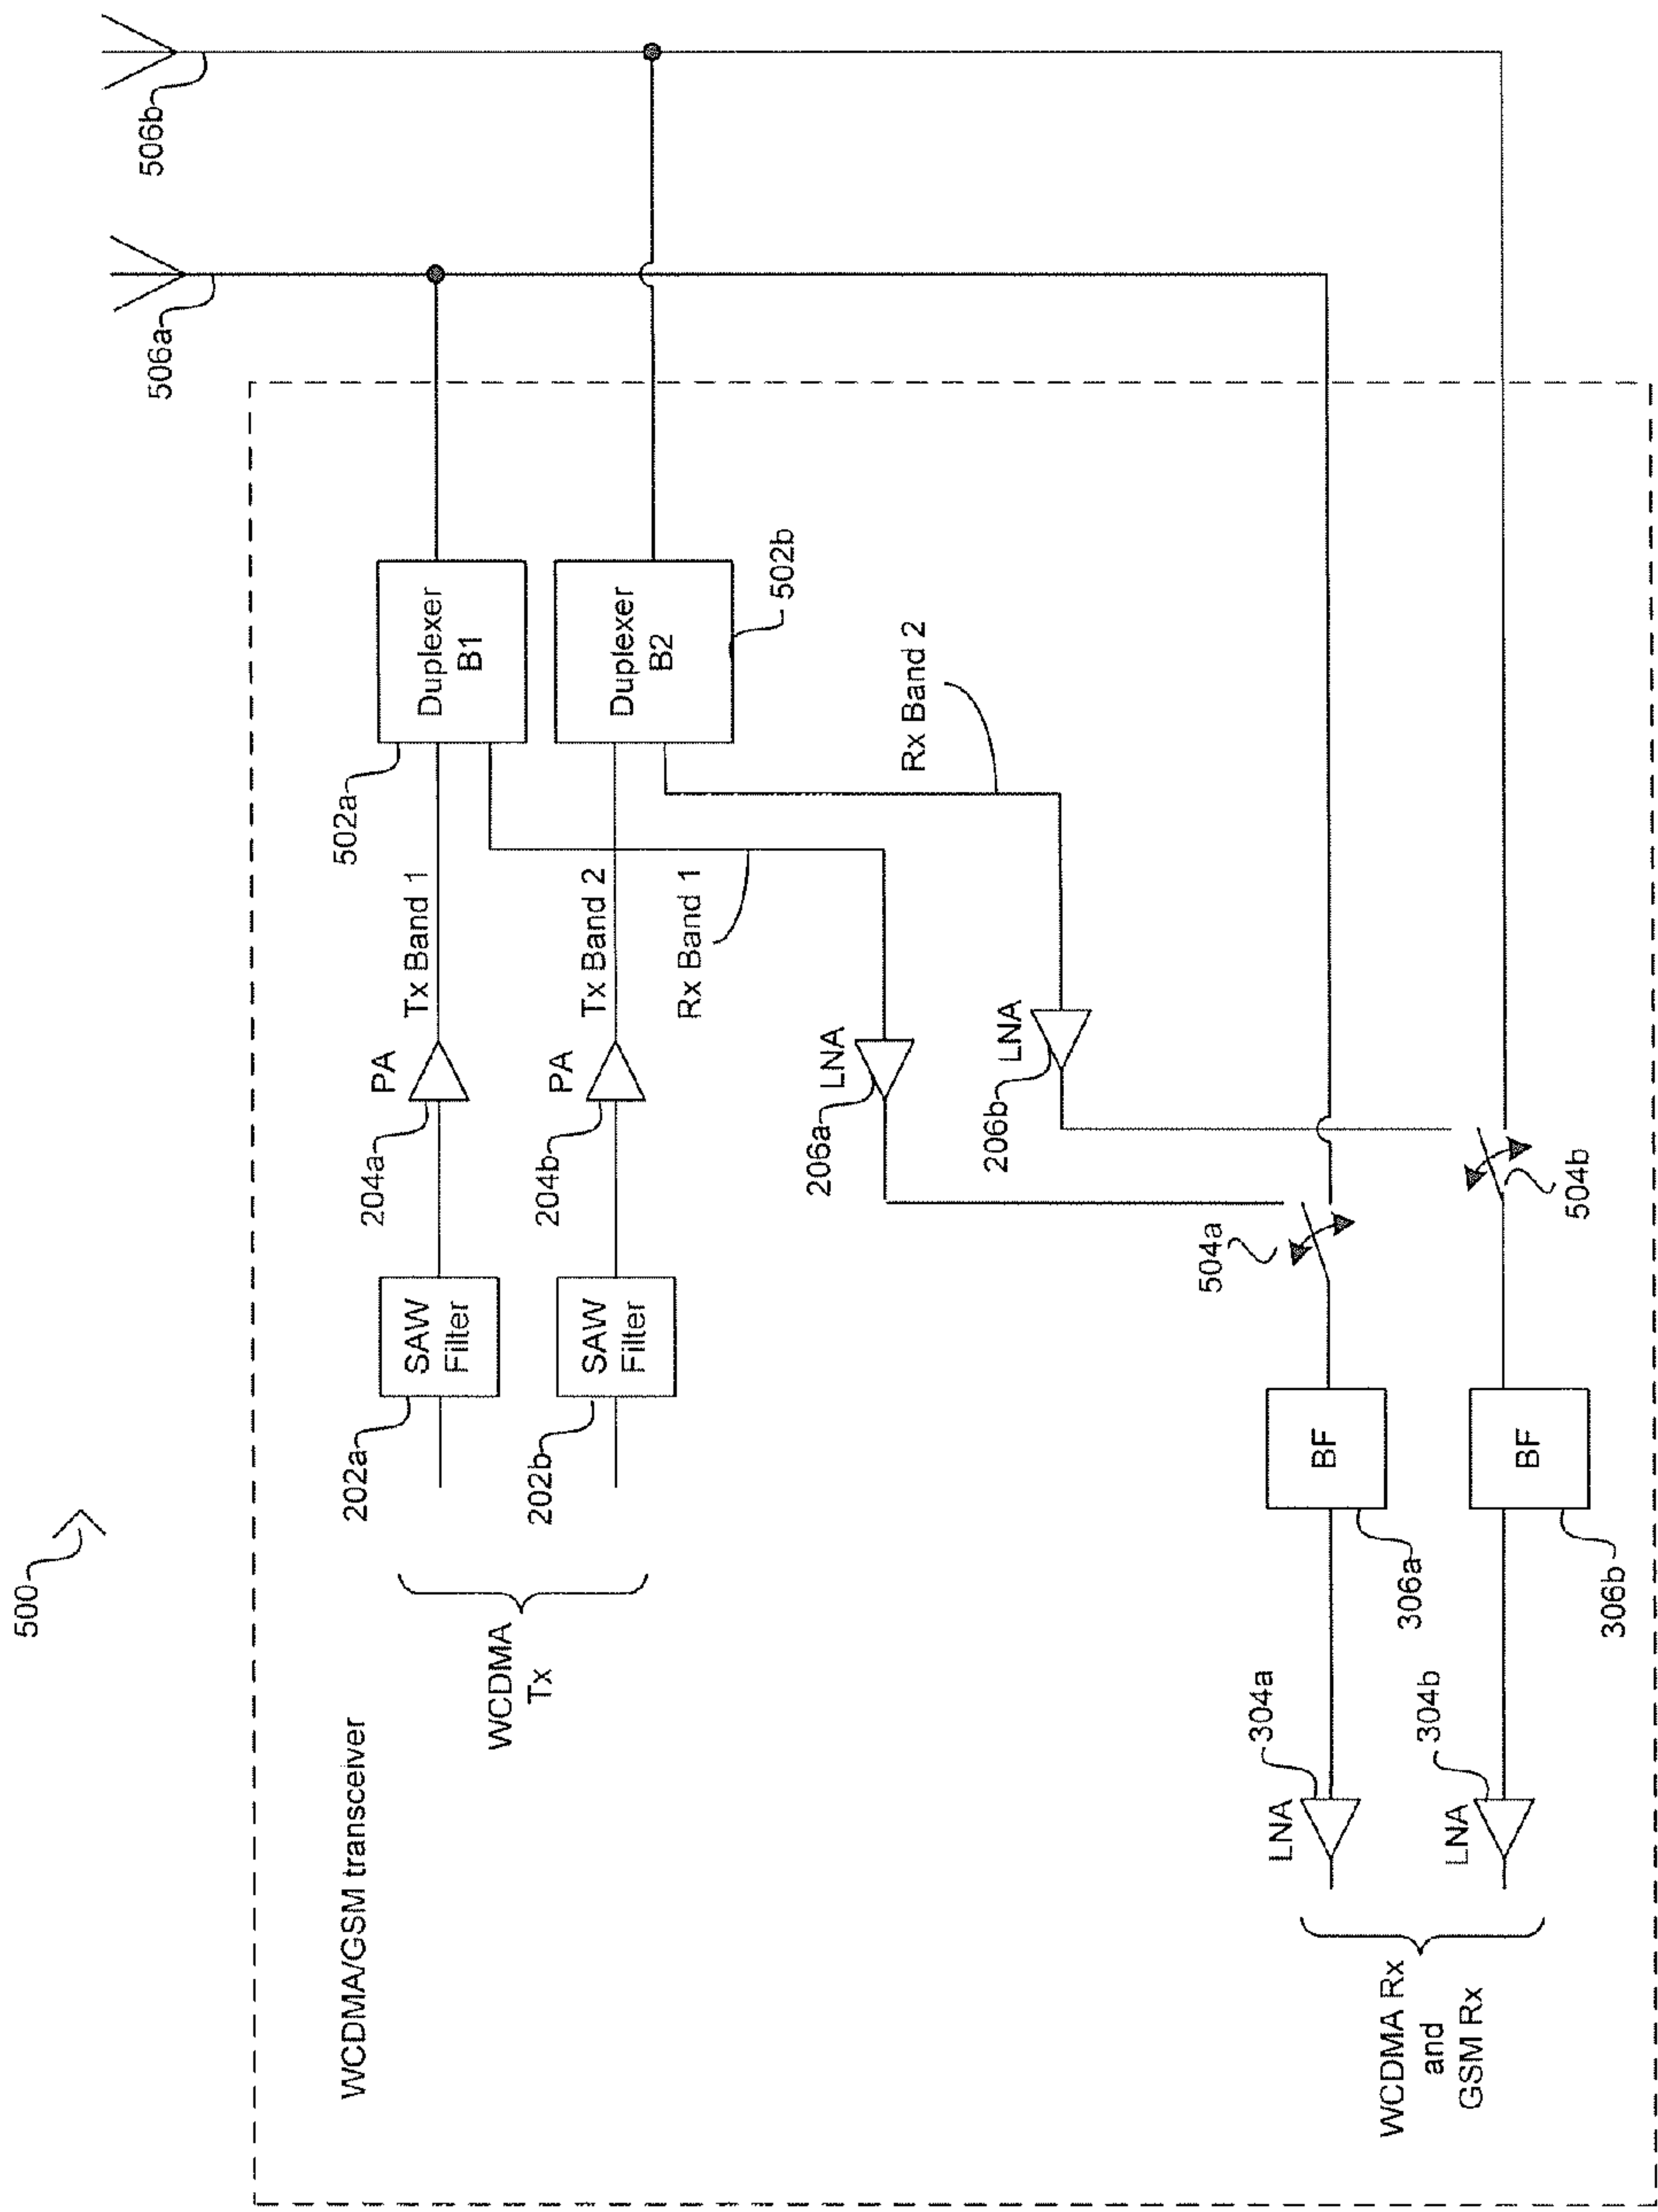 500
WCDMA/GSM transceiver
WCDMA
Tx
202a
SAW
Filter
204a
PA
Tx Band 1
502a
Duplexer
B1
506a
506b
202b
SAW
Filter
204b
PA
Tx Band 2
Duplexer
B2
502b
Rx Band 1
Rx Band 2
206a
LNA
206b
LNA
WCDMA Rx
and
GSM Rx
LNA
304a
BF
306a
504a
LNA
304b
BF
306b
504b